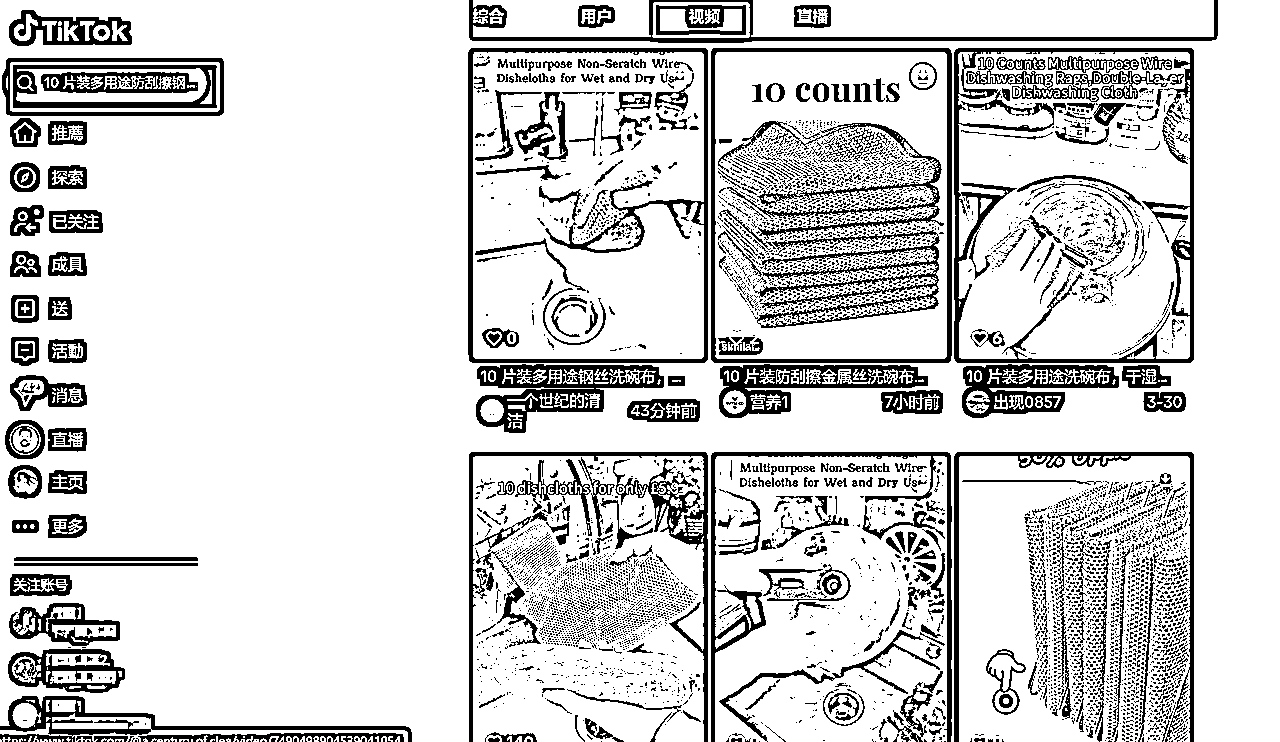 TikTok
10 片装多用途防刮擦钢...
推薦
探索
已关注
成員
送
活動
消息
直播
主页
更多
关注账号
综合
用户
视频
直播
Multipurpose Non-Seratch Wire
Disheloths for Wet and Dry Us
0
10 片装多用途钢丝洗碗布，...
一个世纪的清
洁
43分钟前
10 counts
similar
10 片装防刮擦金属丝洗碗布...
营养1
7小时前
10 Counts Multipurpose Wire
Dishwashing Rags,Double-Layer
Dishwashing Cloth
6
10 片装多用途洗碗布，干湿...
出现0857
3-30
10 dishcloths for only £5.9
Multipurpose Non-Seratch Wire
Disheloths for Wet and Dry Us